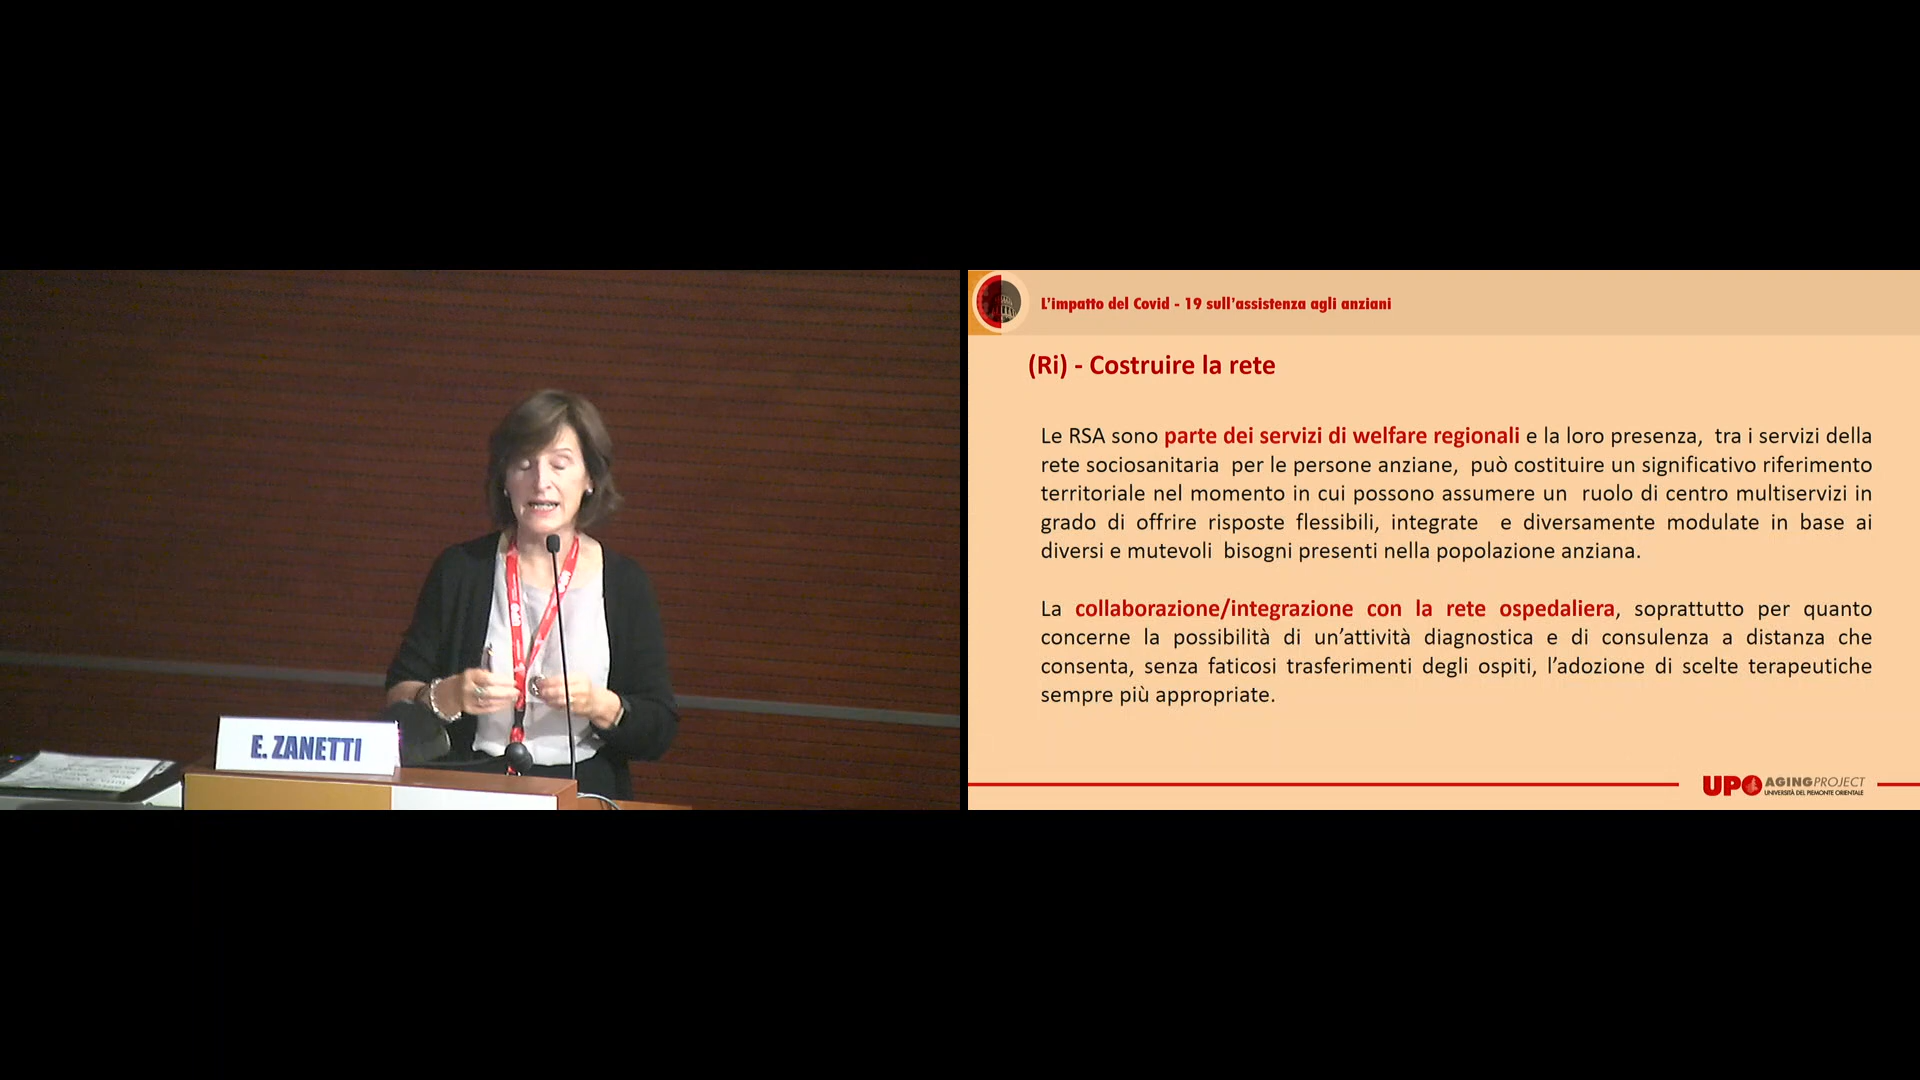 E. ZANETTI
L'impatto del Covid - 19 sull'assistenza agli anziani
(Ri) - Costruire la rete
Le RSA sono parte dei servizi di welfare regionali e la loro presenza, tra i servizi della
rete sociosanitaria per le persone anziane, può costituire un significativo riferimento
territoriale nel momento in cui possono assumere un ruolo di centro multiservizi in
grado di offrire risposte flessibili, integrate e diversamente modulate in base ai
diversi e mutevoli bisogni presenti nella popolazione anziana.
La collaborazione/integrazione con la rete ospedaliera, soprattutto per quanto
concerne la possibilità di un'attività diagnostica e di consulenza a distanza che
consenta, senza faticosi trasferimenti degli ospiti, l'adozione di scelte terapeutiche
sempre più appropriate.
UPO AGINGPROJECT
UNIVERSITÀ DEL PIEMONTE ORIENTALE